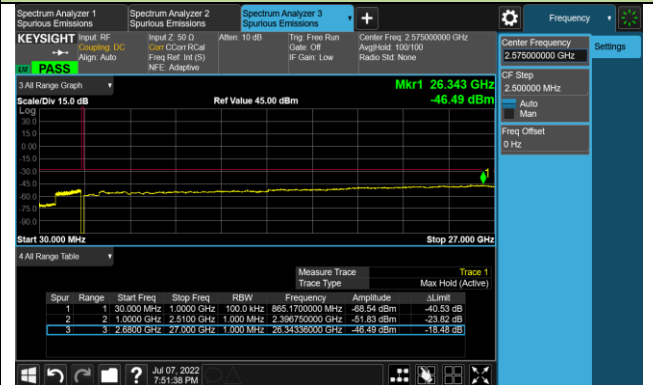 Spectrum Analyzer 1
Spurious Emissions
Spectrum Analyzer 2
Spurious Emissions
Spectrum Analyzer 3
Spurious Emissions
Frequency
KEYSIGHT
Input: RF
Coupling: DC
Align: Auto
Input Z: 50 Ω
Corr CCorr RCal
Freq Ref: Int (S)
NFE: Adaptive
Atten: 10 dB
Trig: Free Run
Gate: Off
IF Gain: Low
Center Freq: 2.575000000 GHz
Avg|Hold: 100/100
Radio Std: None
PASS
Center Frequency
2.575000000 GHz
Settings
CF Step
2.500000 MHz
Auto
Man
Freq Offset
0 Hz
3 All Range Graph
Mkr1 26.343 GHz
Scale/Div 15.0 dB
Ref Value 45.00 dBm
-46.49 dBm
Log
30.0
15.0
0.00
-15.0
-30.0
-45.0
-60.0
-75.0
-90.0
1
Start 30.000 MHz
Stop 27.000 GHz
4 All Range Table
Measure Trace Trace 1
Trace Type Max Hold (Active)
Spur Range Start Freq Stop Freq RBW Frequency Amplitude ΔLimit
1 1 30.000 MHz 1.0000 GHz 100.0 kHz 865.1700000 MHz -68.54 dBm -40.53 dB
2 2 1.0000 GHz 2.5100 GHz 1.000 MHz 2.396750000 GHz -51.83 dBm -23.82 dB
3 3 2.6800 GHz 27.000 GHz 1.000 MHz 26.34336000 GHz -46.49 dBm -18.48 dB
?
Jul 07, 2022
7:51:38 PM